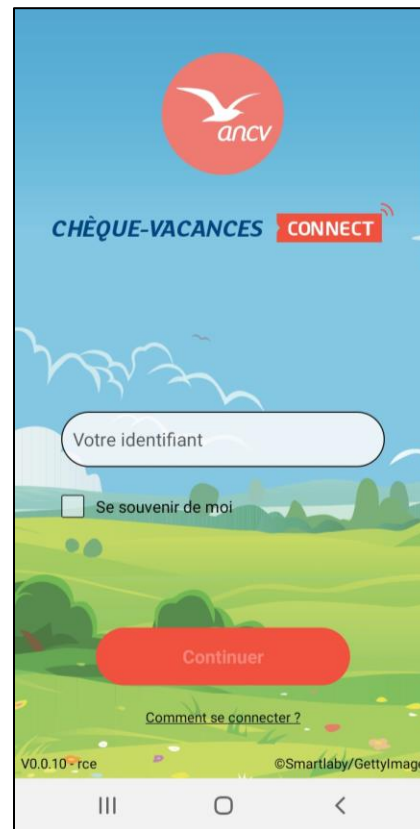 ancv
CHÈQUE-VACANCES CONNECT
Votre identifiant
Se souvenir de moi
Continuer
Comment se connecter ?
V0.0.10 - rce ©Smartlaby/GettyImage